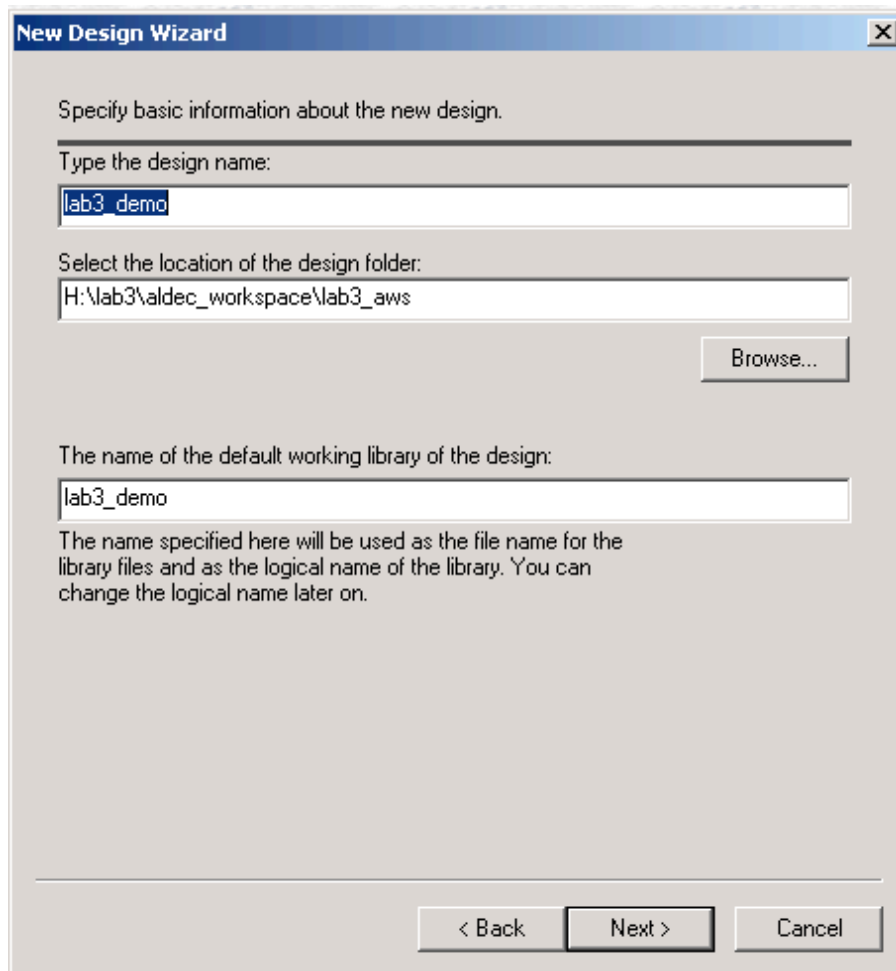 New Design Wizard
Specify basic information about the new design.
Type the design name:
lab3_demo
Select the location of the design folder:
H:\lab3\aldec_workspace\lab3_aws
Browse...
The name of the default working library of the design:
lab3_demo
The name specified here will be used as the file name for the
library files and as the logical name of the library. You can
change the logical name later on.
< Back
Next >
Cancel